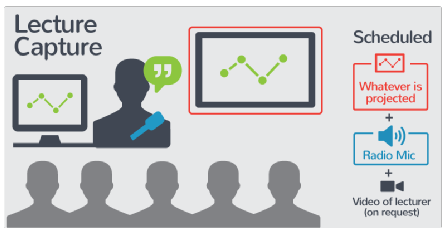 Lecture
Capture
Scheduled
Whatever is
projected
+
Radio Mic
+
Video of lecturer
(on request)